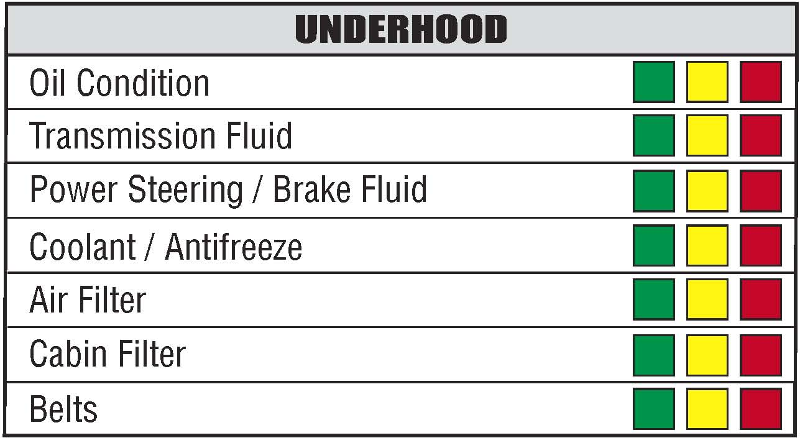 UNDERHOOD
Oil Condition
Transmission Fluid
Power Steering / Brake Fluid
Coolant / Antifreeze
Air Filter
Cabin Filter
Belts